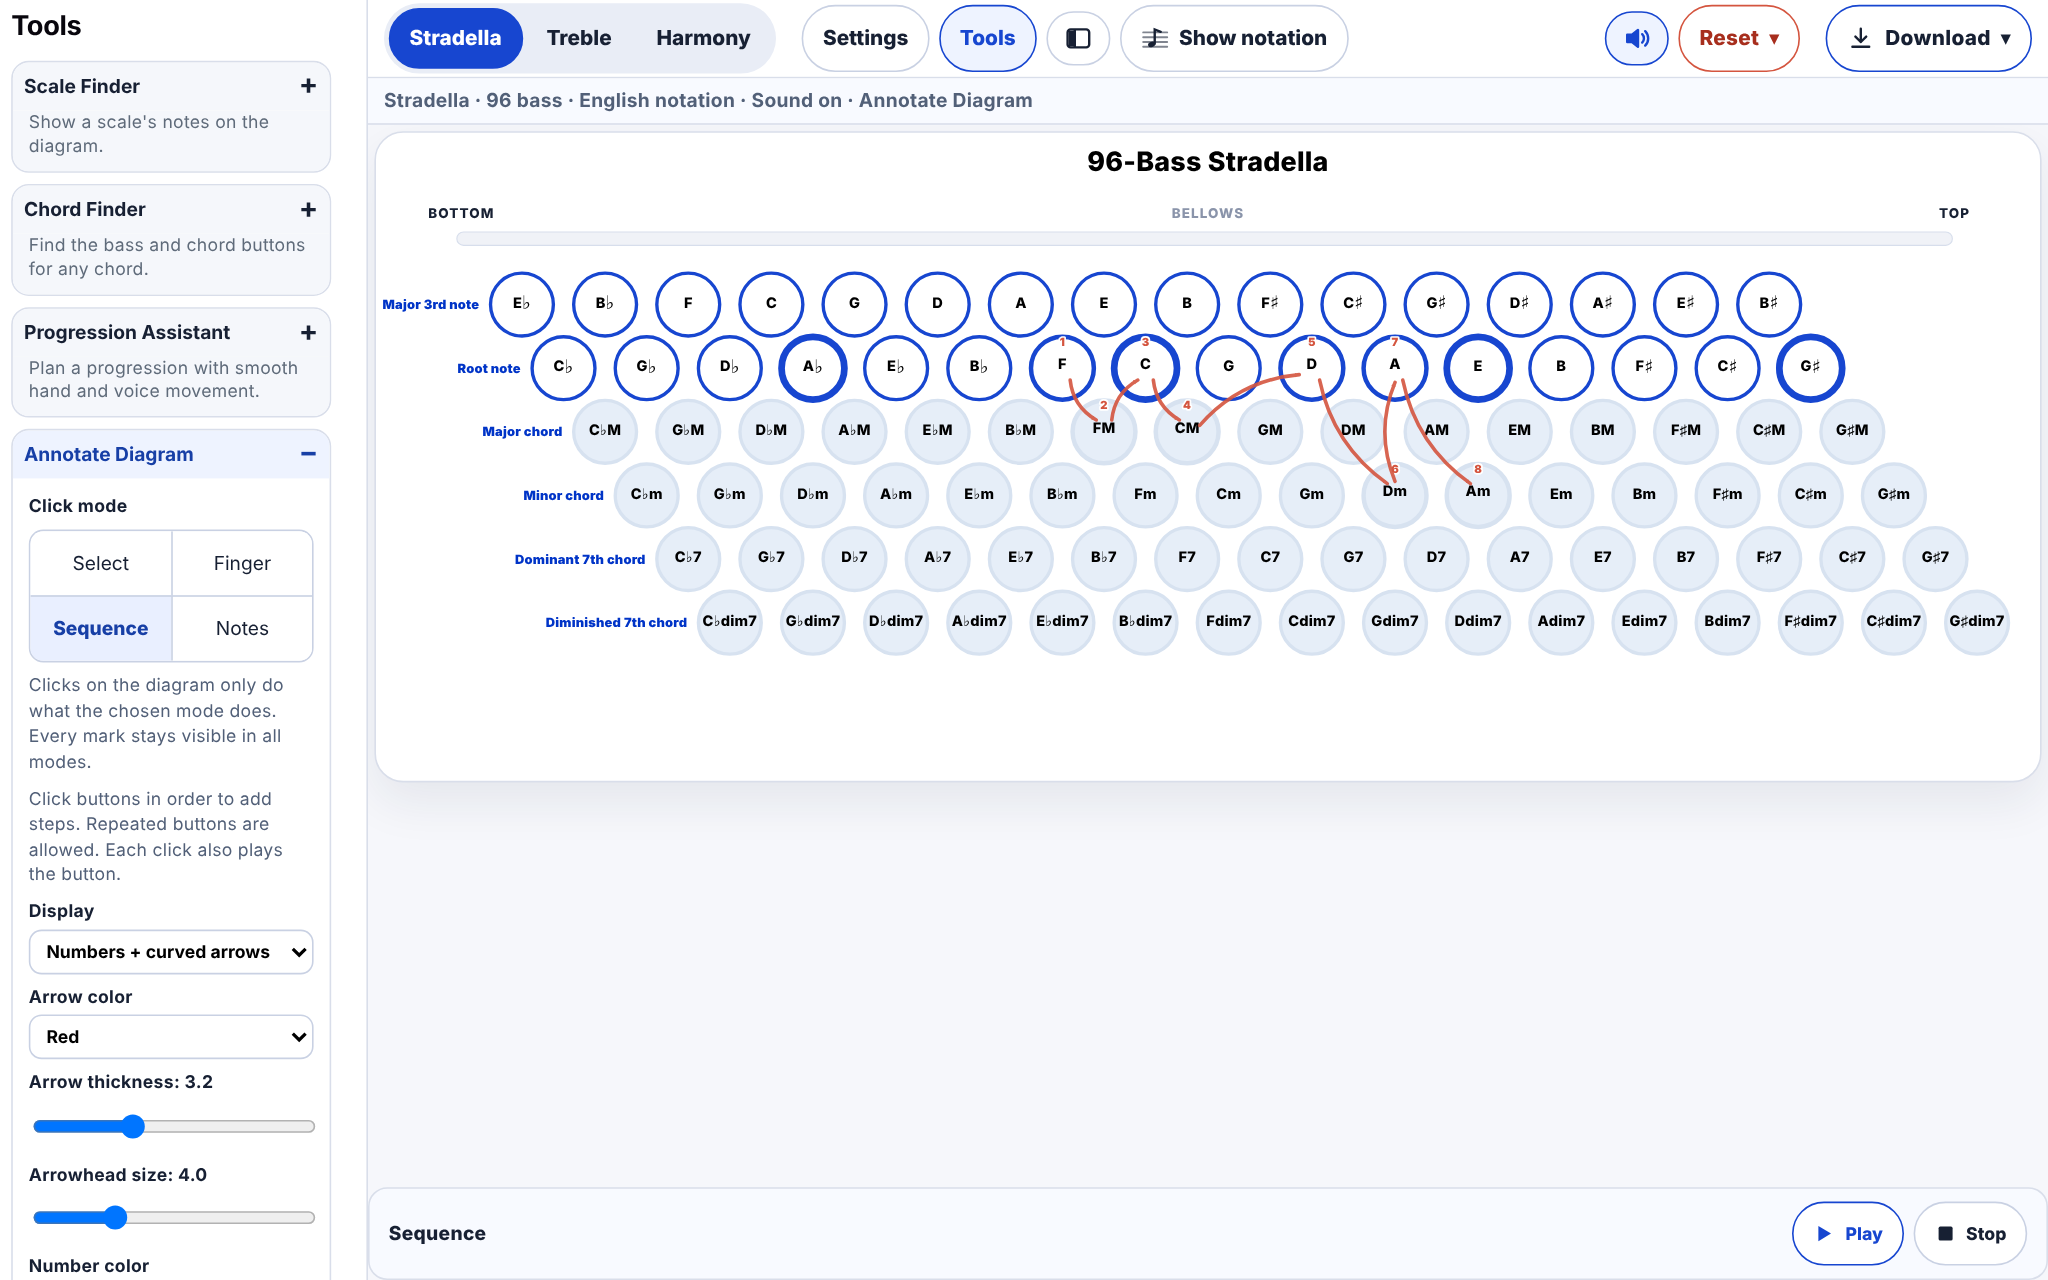 Tools
Scale Finder +
Show a scale's notes on the
diagram.
Chord Finder +
Find the bass and chord buttons
for any chord.
Progression Assistant +
Plan a progression with smooth
hand and voice movement.
Annotate Diagram −
Click mode
Select Finger
Sequence Notes
Clicks on the diagram only do
what the chosen mode does.
Every mark stays visible in all
modes.
Click buttons in order to add
steps. Repeated buttons are
allowed. Each click also plays
the button.
Display
Numbers + curved arrows
Arrow color
Red
Arrow thickness: 3.2
Arrowhead size: 4.0
Number color
Stradella Treble Harmony Settings Tools Show notation Reset ▾ Download ▾
Stradella · 96 bass · English notation · Sound on · Annotate Diagram
96-Bass Stradella
BOTTOM BELLOWS TOP
Major 3rd note E♭ B♭ F C G D A E B F♯ C♯ G♯ D♯ A♯ E♯ B♯
1 3 5 7
Root note C♭ G♭ D♭ A♭ E♭ B♭ F C G D A E B F♯ C♯ G♯
2 4
Major chord C♭M G♭M D♭M A♭M E♭M B♭M FM CM GM DM AM EM BM F♯M C♯M G♯M
6 8
Minor chord C♭m G♭m D♭m A♭m E♭m B♭m Fm Cm Gm Dm Am Em Bm F♯m C♯m G♯m
Dominant 7th chord C♭7 G♭7 D♭7 A♭7 E♭7 B♭7 F7 C7 G7 D7 A7 E7 B7 F♯7 C♯7 G♯7
Diminished 7th chord C♭dim7 G♭dim7 D♭dim7 A♭dim7 E♭dim7 B♭dim7 Fdim7 Cdim7 Gdim7 Ddim7 Adim7 Edim7 Bdim7 F♯dim7 C♯dim7 G♯dim7
Sequence Play Stop